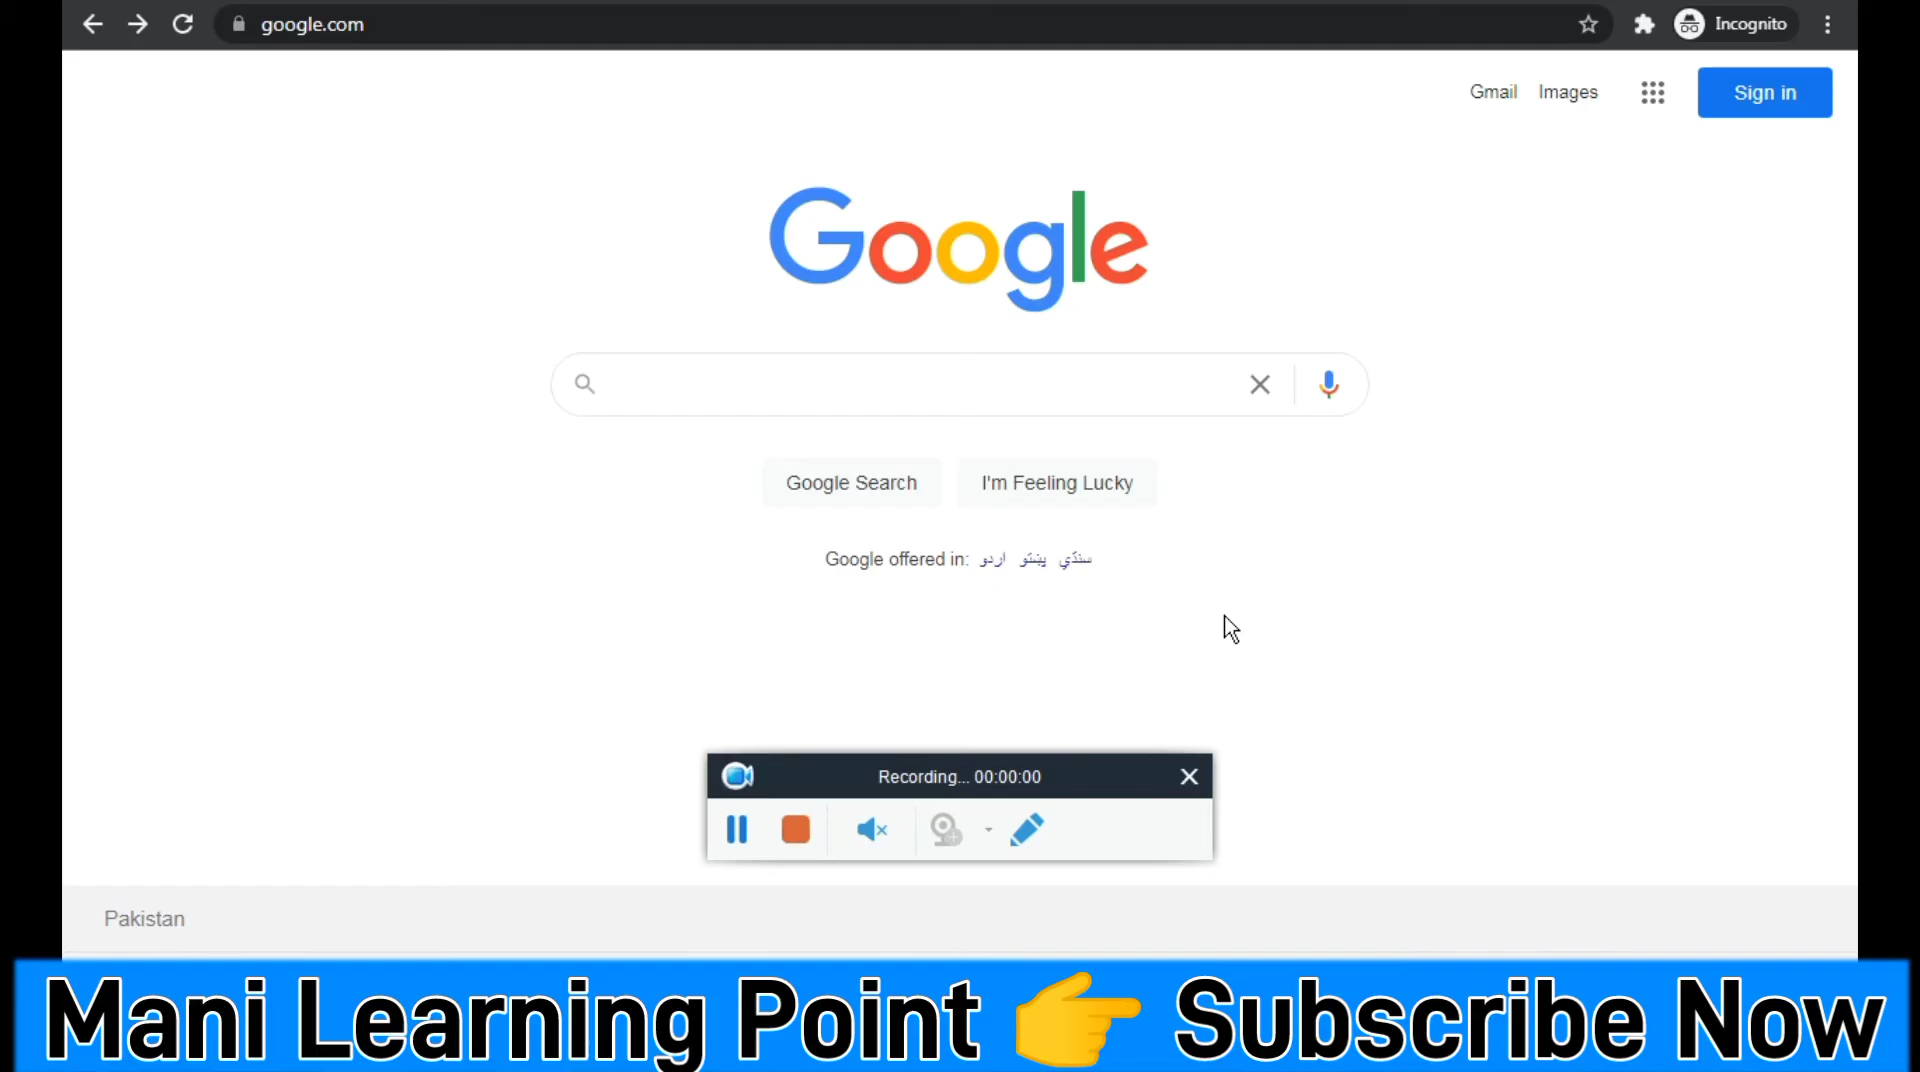 google.com Incognito
Gmail Images Sign in
Google
Google Search I'm Feeling Lucky
Google offered in: اردو پښتو سنڌي
Recording... 00:00:00
Pakistan
Mani Learning Point 👉 Subscribe Now